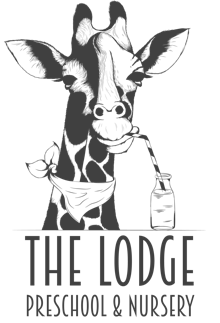 THE LODGE
PRESCHOOL & NURSERY